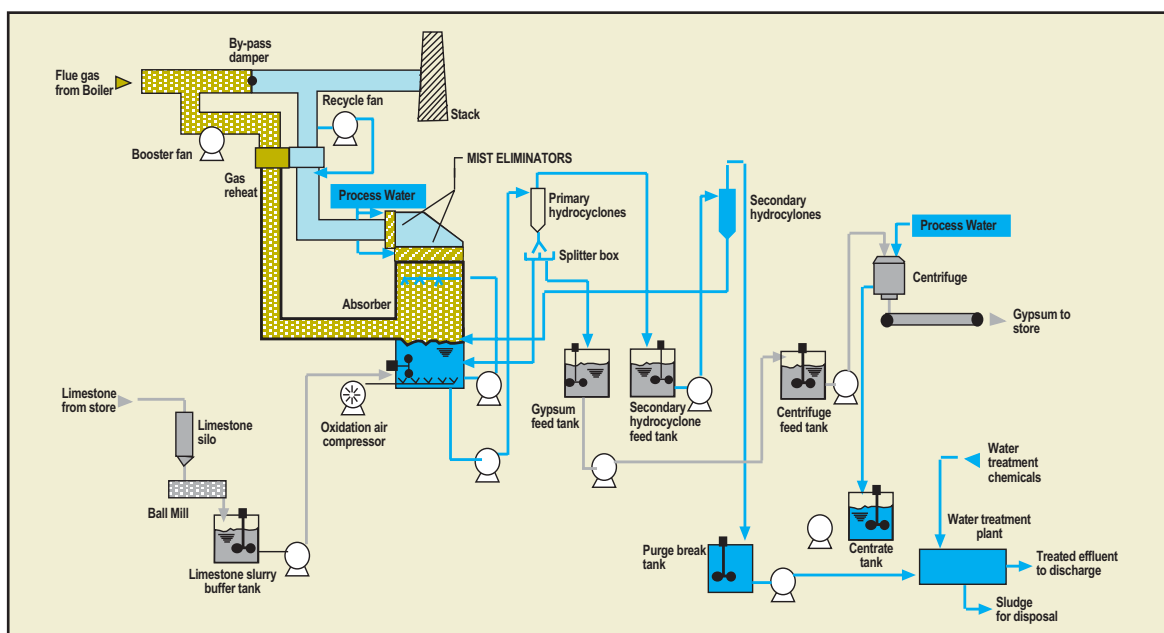 By-pass
damper
Flue gas
from Boiler
Recycle fan
Stack
Booster fan
Gas
reheat
MIST ELIMINATORS
Process Water
Primary
hydrocyclones
Secondary
hydrocylones
Splitter box
Process Water
Centrifuge
Absorber
Gypsum to
store
Limestone
from store
Limestone
silo
Oxidation air
compressor
Gypsum
feed tank
Secondary
hydrocyclone
feed tank
Centrifuge
feed tank
Water
treatment
chemicals
Ball Mill
Limestone slurry
buffer tank
Purge break
tank
Centrate
tank
Water treatment
plant
Treated effluent
to discharge
Sludge
for disposal